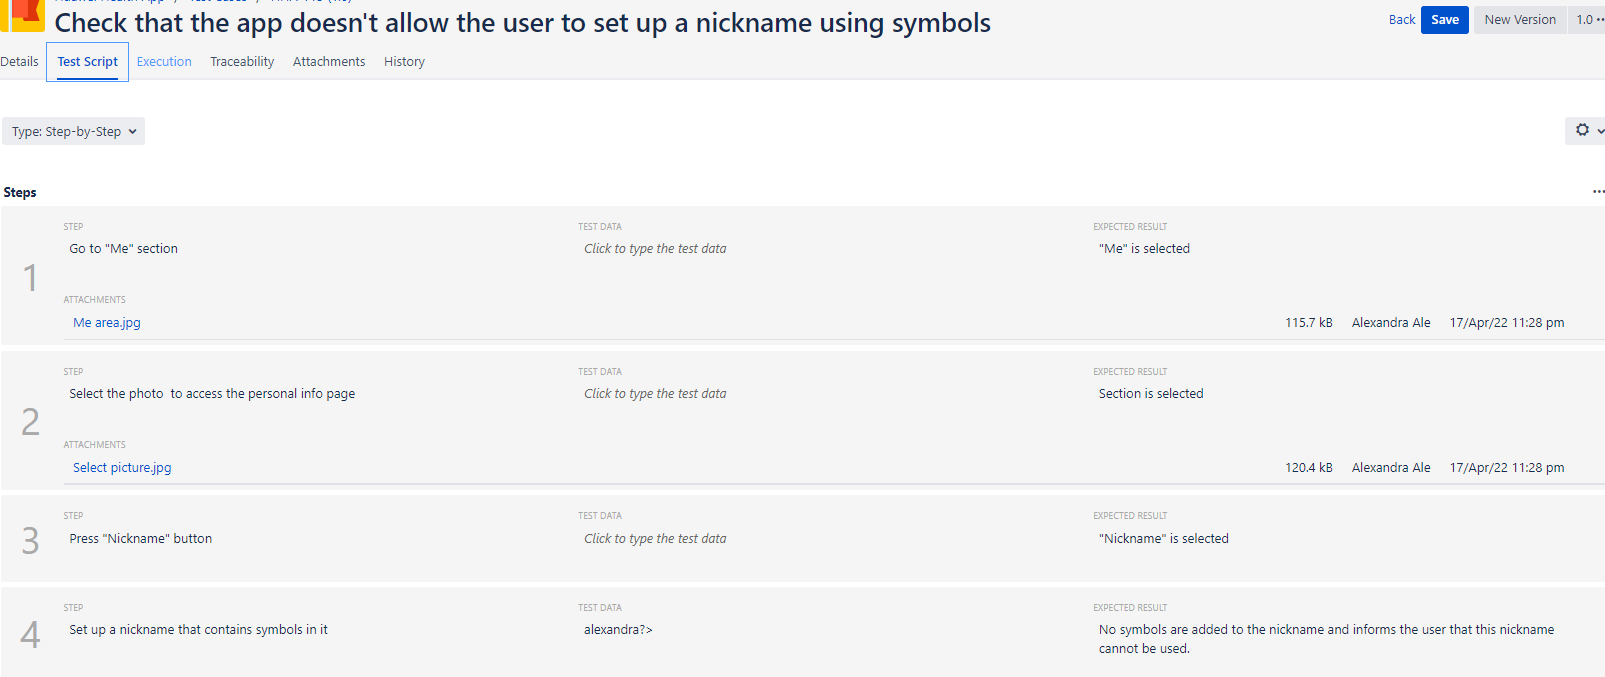 Check that the app doesn't allow the user to set up a nickname using symbols
Back Save New Version 1.0
Details Test Script Execution Traceability Attachments History
Type: Step-by-Step
Steps
STEP TEST DATA EXPECTED RESULT
Go to "Me" section Click to type the test data "Me" is selected
1
ATTACHMENTS
Me area.jpg 115.7 kB Alexandra Ale 17/Apr/22 11:28 pm
STEP TEST DATA EXPECTED RESULT
Select the photo  to access the personal info page Click to type the test data Section is selected
2
ATTACHMENTS
Select picture.jpg 120.4 kB Alexandra Ale 17/Apr/22 11:28 pm
STEP TEST DATA EXPECTED RESULT
3 Press "Nickname" button Click to type the test data "Nickname" is selected
STEP TEST DATA EXPECTED RESULT
4 Set up a nickname that contains symbols in it alexandra?> No symbols are added to the nickname and informs the user that this nickname
cannot be used.